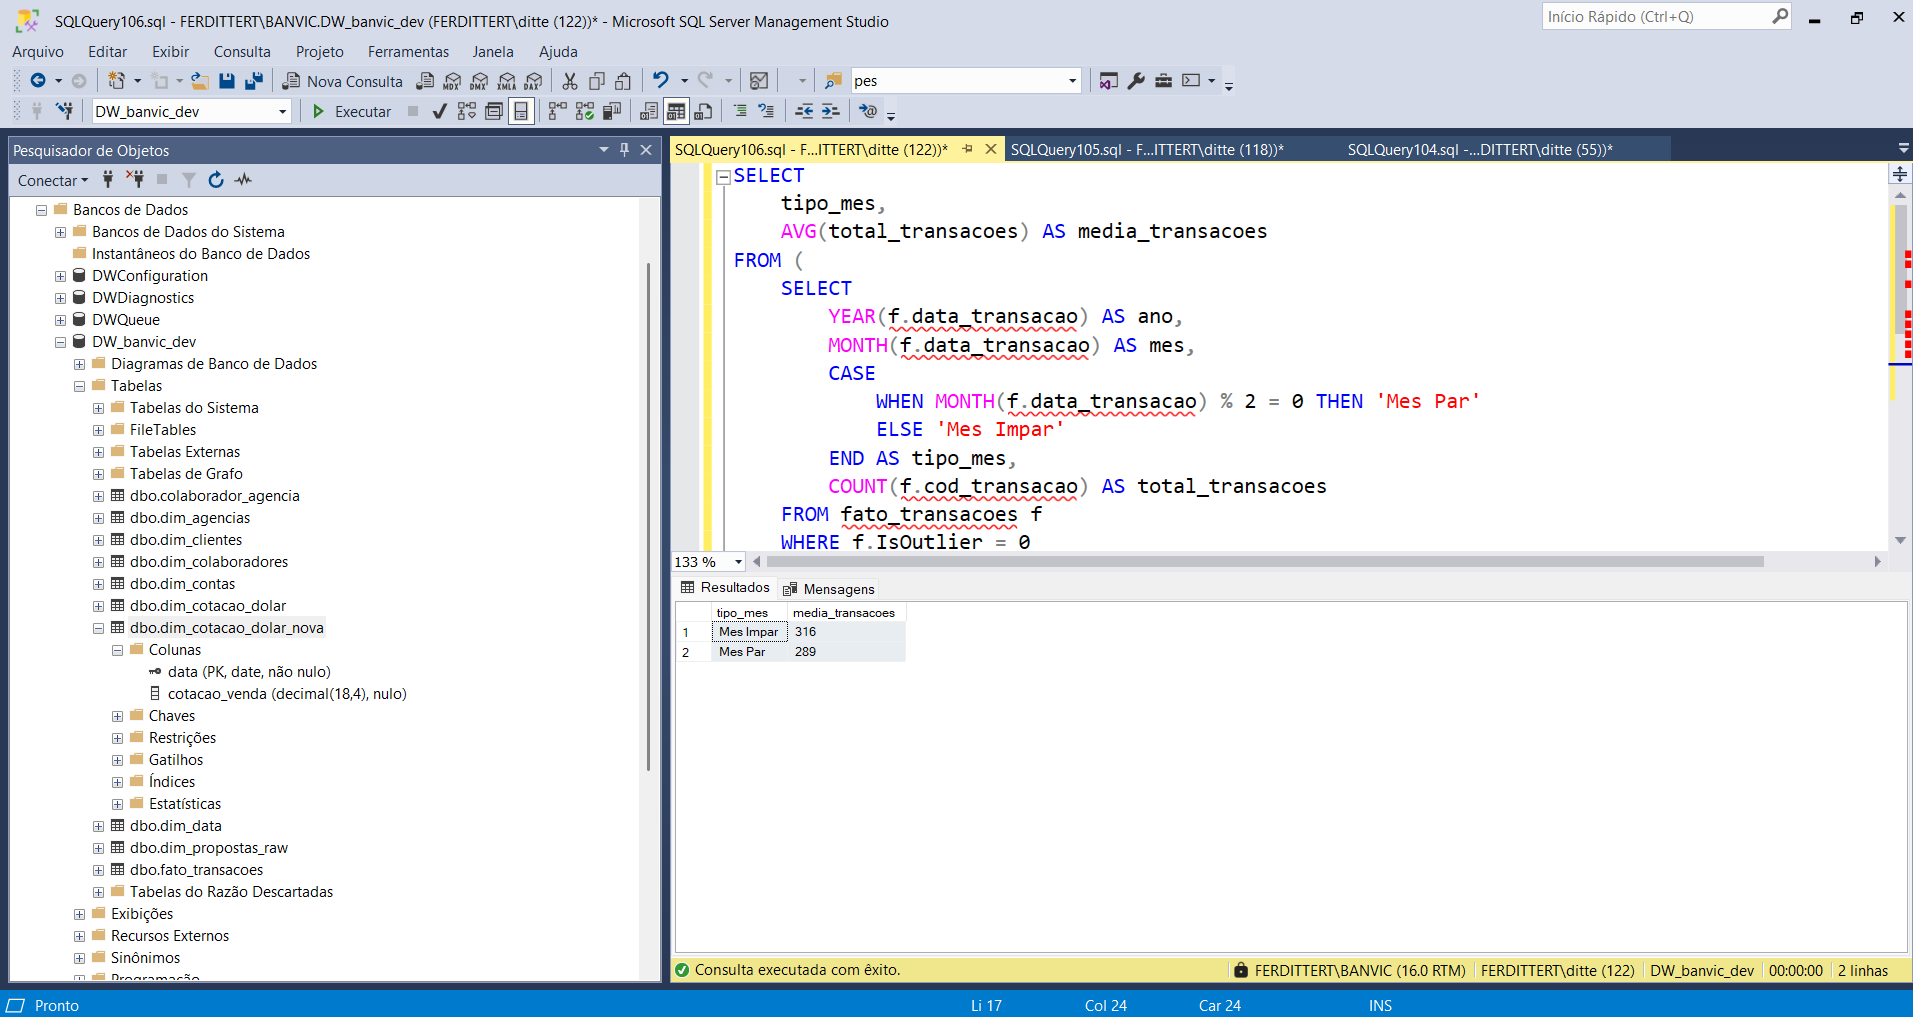 SQLQuery106.sql - FERDITTERT\BANVIC.DW_banvic_dev (FERDITTERT\ditte (122))* - Microsoft SQL Server Management Studio
Início Rápido (Ctrl+Q)
Arquivo Editar Exibir Consulta Projeto Ferramentas Janela Ajuda
Nova Consulta MDX DMX XMLA DAX pes
DW_banvic_dev Executar
Pesquisador de Objetos
Conectar
Bancos de Dados
Bancos de Dados do Sistema
Instantâneos do Banco de Dados
DWConfiguration
DWDiagnostics
DWQueue
DW_banvic_dev
Diagramas de Banco de Dados
Tabelas
Tabelas do Sistema
FileTables
Tabelas Externas
Tabelas de Grafo
dbo.colaborador_agencia
dbo.dim_agencias
dbo.dim_clientes
dbo.dim_colaboradores
dbo.dim_contas
dbo.dim_cotacao_dolar
dbo.dim_cotacao_dolar_nova
Colunas
data (PK, date, não nulo)
cotacao_venda (decimal(18,4), nulo)
Chaves
Restrições
Gatilhos
Índices
Estatísticas
dbo.dim_data
dbo.dim_propostas_raw
dbo.fato_transacoes
Tabelas do Razão Descartadas
Exibições
Recursos Externos
Sinônimos
Programação
SQLQuery106.sql - F...ITTERT\ditte (122))* SQLQuery105.sql - F...ITTERT\ditte (118))* SQLQuery104.sql -...DITTERT\ditte (55))*
SELECT
tipo_mes,
AVG(total_transacoes) AS media_transacoes
FROM (
SELECT
YEAR(f.data_transacao) AS ano,
MONTH(f.data_transacao) AS mes,
CASE
WHEN MONTH(f.data_transacao) % 2 = 0 THEN 'Mes Par'
ELSE 'Mes Impar'
END AS tipo_mes,
COUNT(f.cod_transacao) AS total_transacoes
FROM fato_transacoes f
WHERE f.IsOutlier = 0
133 %
Resultados Mensagens
tipo_mes media_transacoes
1 Mes Impar 316
2 Mes Par 289
Consulta executada com êxito. FERDITTERT\BANVIC (16.0 RTM) FERDITTERT\ditte (122) DW_banvic_dev 00:00:00 2 linhas
Pronto Li 17 Col 24 Car 24 INS